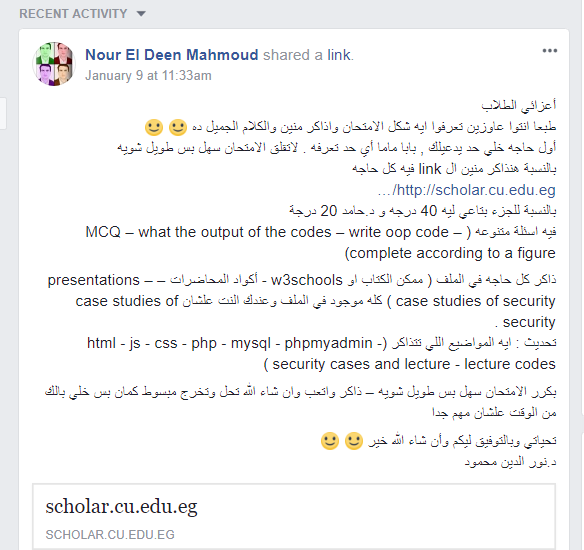 RECENT ACTIVITY
Nour El Deen Mahmoud shared a link.
January 9 at 11:33am
أعزائي الطلاب
طبعا انتوا عاوزين تعرفوا ايه شكل الامتحان واذاكر منين والكلام الجميل ده 🙂 🙂
أول حاجه خلي حد يدعيلك , بابا ماما أي حد تعرفه . لاتقلق الامتحان سهل بس طويل شويه
بالنسبة هنذاكر منين ال link فيه كل حاجه
http://scholar.cu.edu.eg/…
بالنسبة للجزء بتاعي ليه 40 درجه و د.حامد 20 درجة
فيه اسئلة متنوعه ( MCQ – what the output of the codes – write oop code –
complete according to a figure)
ذاكر كل حاجه في الملف ( ممكن الكتاب او w3schools - أكواد المحاضرات – presentations –
case studies of security ) كله موجود في الملف وعندك النت علشان case studies of
security .
تحديث : ايه المواضيع اللي تتذاكر (- html - js - css - php - mysql - phpmyadmin
security cases and lecture - lecture codes )
بكرر الامتحان سهل بس طويل شويه – ذاكر واتعب وان شاء الله تحل وتخرج مبسوط كمان بس خلي بالك
من الوقت علشان مهم جدا
تحياتي وبالتوفيق ليكم وأن شاء الله خير 🙂 🙂
د.نور الدين محمود
scholar.cu.edu.eg
SCHOLAR.CU.EDU.EG